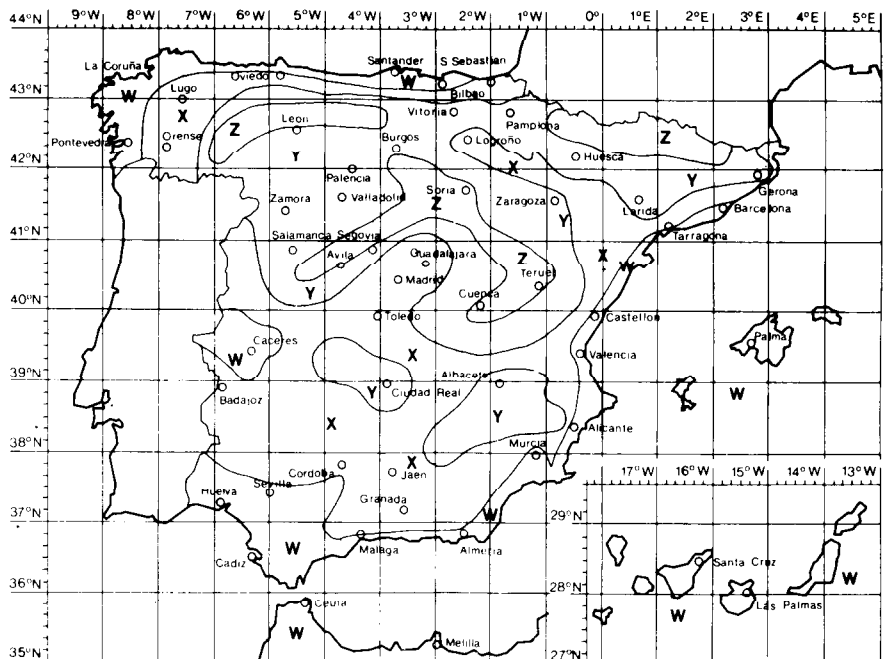 9°W 8°W 7°W 6°W 5°W 4°W 3°W 2°W 1°W 0° 1°E 2°E 3°E 4°E 5°E
44°N
La Coruña
Oviedo
Santander
S Sebastian
W
W
Lugo
Bilbao
43°N
X
Z
Leon
Vitoria
Pamplona
Z
Pontevedra
Orense
Burgos
Logroño
Huesca
42°N
Y
X
Y
Palencia
Gerona
Zamora
Valladolid
Soria
Z
Zaragoza
Y
Lerida
Barcelona
41°N
Tarragona
Salamanca Segovia
Avila
Guadalajara
Z
X
W
Madrid
Teruel
Y
Cuenca
40°N
Toledo
Castellon
Palma
Caceres
W
X
Valencia
39°N
Albacete
Badajoz
Y
Ciudad Real
W
X
Y
Alicante
38°N
Murcia
Cordoba
X
Jaen
17°W 16°W 15°W 14°W 13°W
Sevilla
Huelva
Granada
37°N
W
29°N
W
Malaga
Almeria
Santa Cruz
Cadiz
W
36°N
28°N
Ceuta
W
Las Palmas
W
Melilla
35°N
27°N